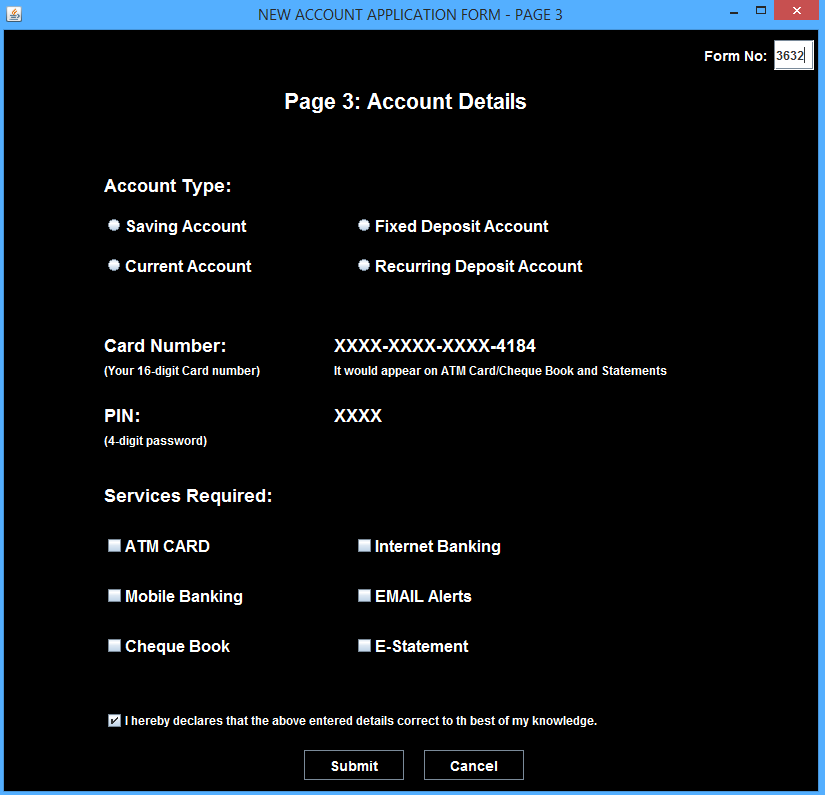 NEW ACCOUNT APPLICATION FORM - PAGE 3
Form No: 3632
Page 3: Account Details
Account Type:
Saving Account Fixed Deposit Account
Current Account Recurring Deposit Account
Card Number: XXXX-XXXX-XXXX-4184
(Your 16-digit Card number) It would appear on ATM Card/Cheque Book and Statements
PIN: XXXX
(4-digit password)
Services Required:
ATM CARD Internet Banking
Mobile Banking EMAIL Alerts
Cheque Book E-Statement
I hereby declares that the above entered details correct to th best of my knowledge.
Submit Cancel